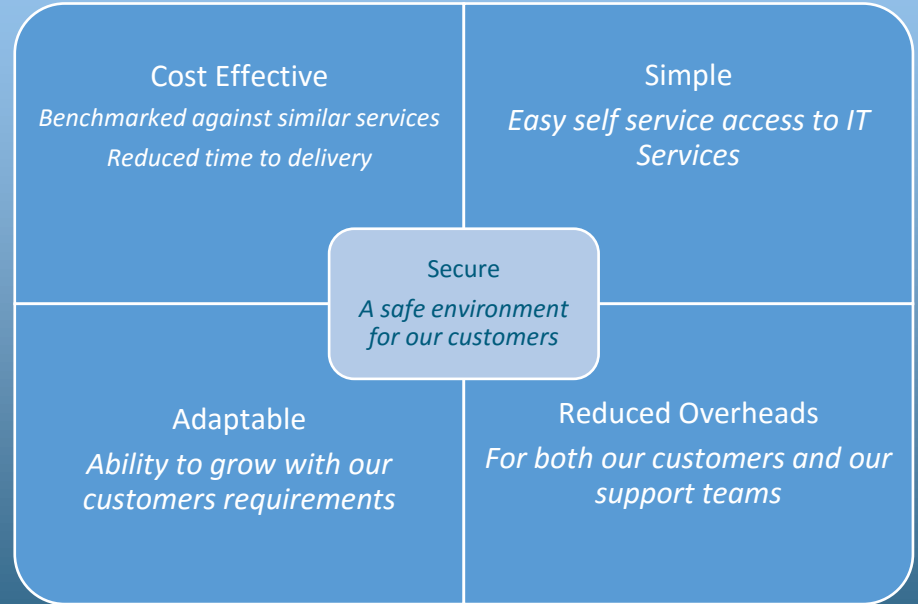 Cost Effective
Benchmarked against similar services
Reduced time to delivery
Simple
Easy self service access to IT
Services
Secure
A safe environment
for our customers
Adaptable
Ability to grow with our
customers requirements
Reduced Overheads
For both our customers and our
support teams